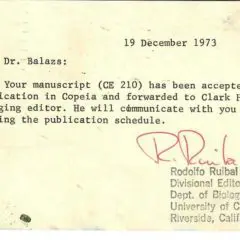 19 December 1973
Dr. Balazs:
Your manuscript (CE 210) has been accepte
ication in Copeia and forwarded to Clark H
ging editor. He will communicate with you
ing the publication schedule.
R. Ruiba
Rodolfo Ruibal
Divisional Editor
Dept. of Biolog
University of C
Riverside, Calif